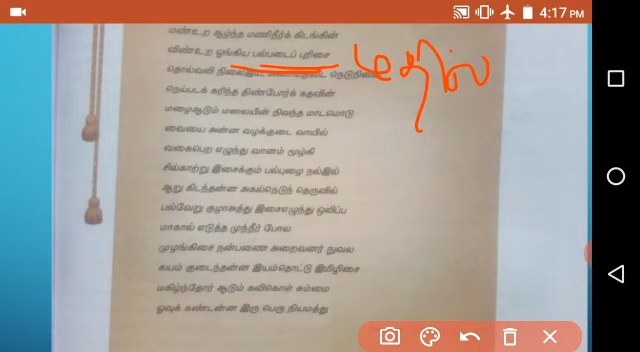 4:17 PM
மண்உற ஆழ்ந்த மணிநீர்க் கிடங்கின்
விண்உற ஓங்கிய பல்படைப் புரிசை மதில்
தொல்வலி நிலைஇய, நெடுநிலை
நெய்படக் கரிந்த திண்போர்க் கதவின்
மழைஆடும் மலையின் நிவந்த மாடமொடு
வையை அன்ன வழக்குடை வாயில்
வகைபெற எழுந்து வானம் மூழ்கி
சில்காற்று இசைக்கும் பல்புழை நல்இல்
ஆறு கிடந்தன்ன அகல்நெடுந் தெருவில்
பல்வேறு குழாஅத்து இசைஎழுந்து ஒலிப்ப
மாகால் எடுத்த முந்நீர் போல
முழங்கிசை நன்பணை அறைவனர் நுவல
கயம் குடைந்தன்ன இயம்தொட்டு இமிழிசை
மகிழ்ந்தோர் ஆடும் கலிகொள் சும்மை
ஓவுக் கண்டன்ன இரு பெரு நியமத்து